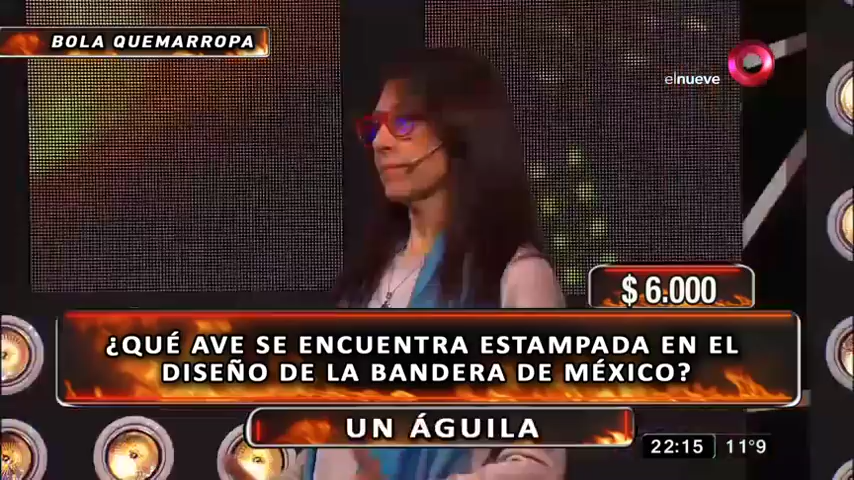 BOLA QUEMARROPA
elnueve
$ 6.000
¿QUÉ AVE SE ENCUENTRA ESTAMPADA EN EL
DISEÑO DE LA BANDERA DE MÉXICO?
UN ÁGUILA
22:15 11°9